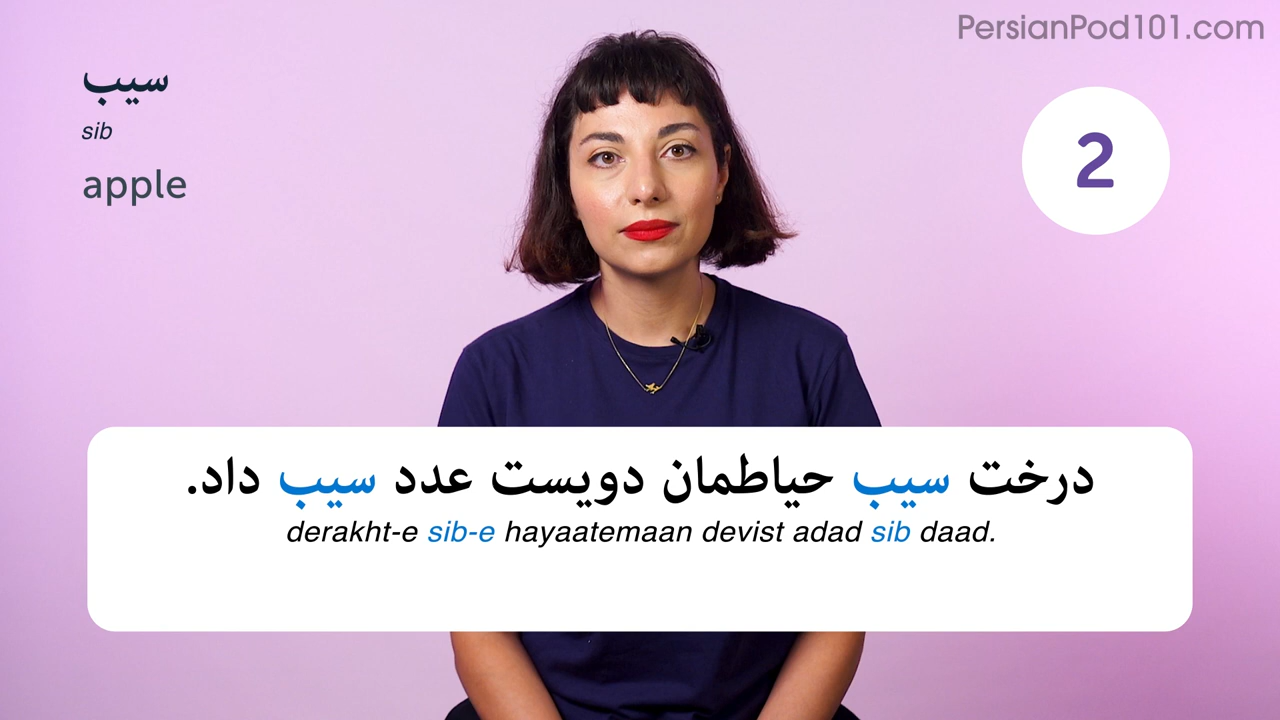 PersianPod101.com
سیب
sib
apple
2
درخت سیب حیاطمان دویست عدد سیب داد.
derakht-e sib-e hayaatemaan devist adad sib daad.